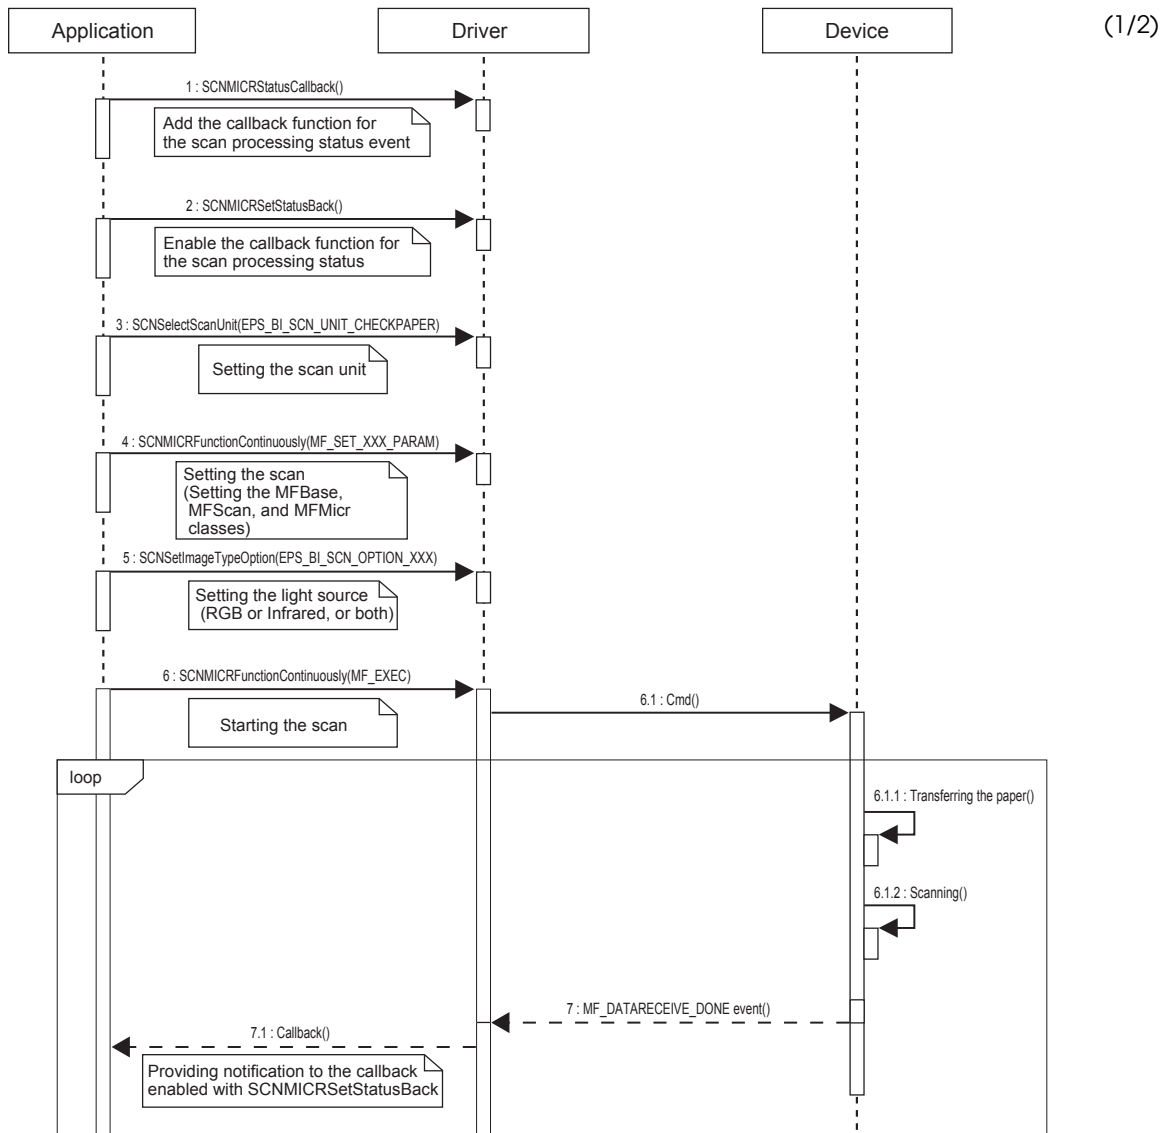 Application
Driver
Device
(1/2)
1 : SCNMICRStatusCallback()
Add the callback function for
the scan processing status event
2 : SCNMICRSetStatusBack()
Enable the callback function for
the scan processing status
3 : SCNSelectScanUnit(EPS_BI_SCN_UNIT_CHECKPAPER)
Setting the scan unit
4 : SCNMICRFunctionContinuously(MF_SET_XXX_PARAM)
Setting the scan
(Setting the MFBase,
MFScan, and MFMicr
classes)
5 : SCNSetImageTypeOption(EPS_BI_SCN_OPTION_XXX)
Setting the light source
(RGB or Infrared, or both)
6 : SCNMICRFunctionContinuously(MF_EXEC)
6.1 : Cmd()
Starting the scan
loop
6.1.1 : Transferring the paper()
6.1.2 : Scanning()
7 : MF_DATARECEIVE_DONE event()
7.1 : Callback()
Providing notification to the callback
enabled with SCNMICRSetStatusBack